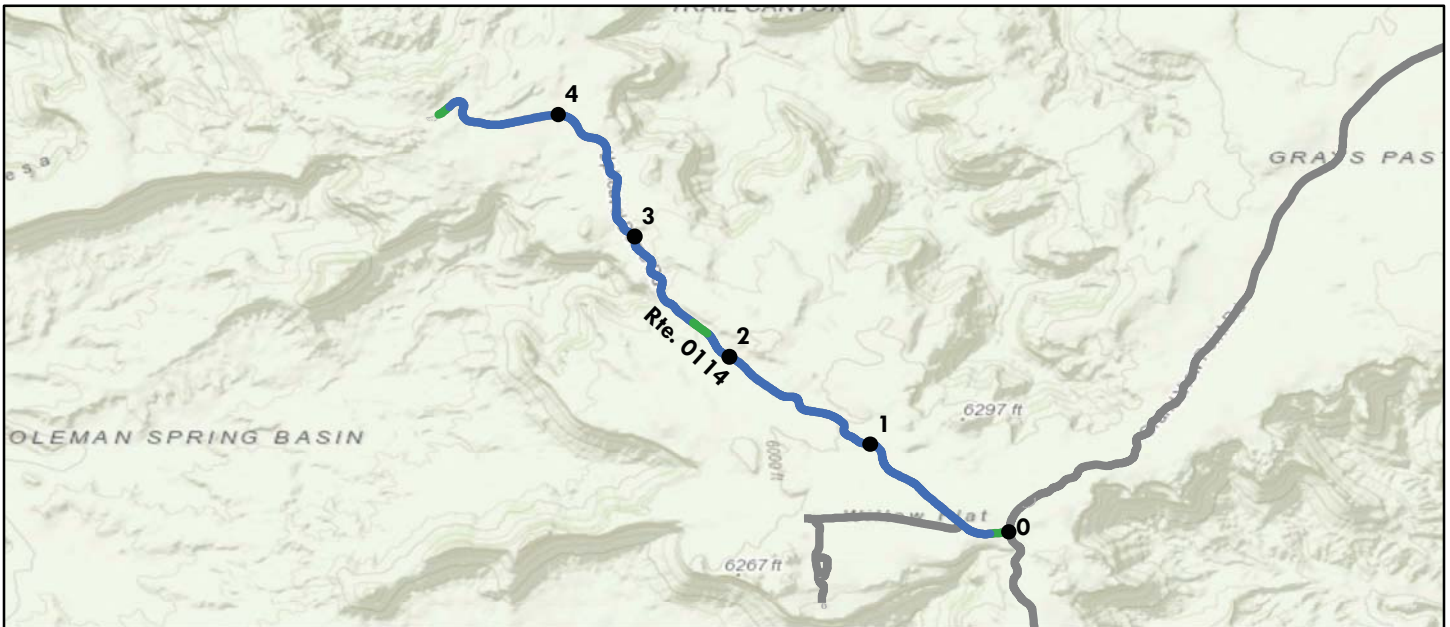 TRAIL CANYON
4
GRAYS PAS
esa
3
2
Rte. 0114
6297 ft
1
OLEMAN SPRING BASIN
6000 ft
Willow Flat
0
6267 ft